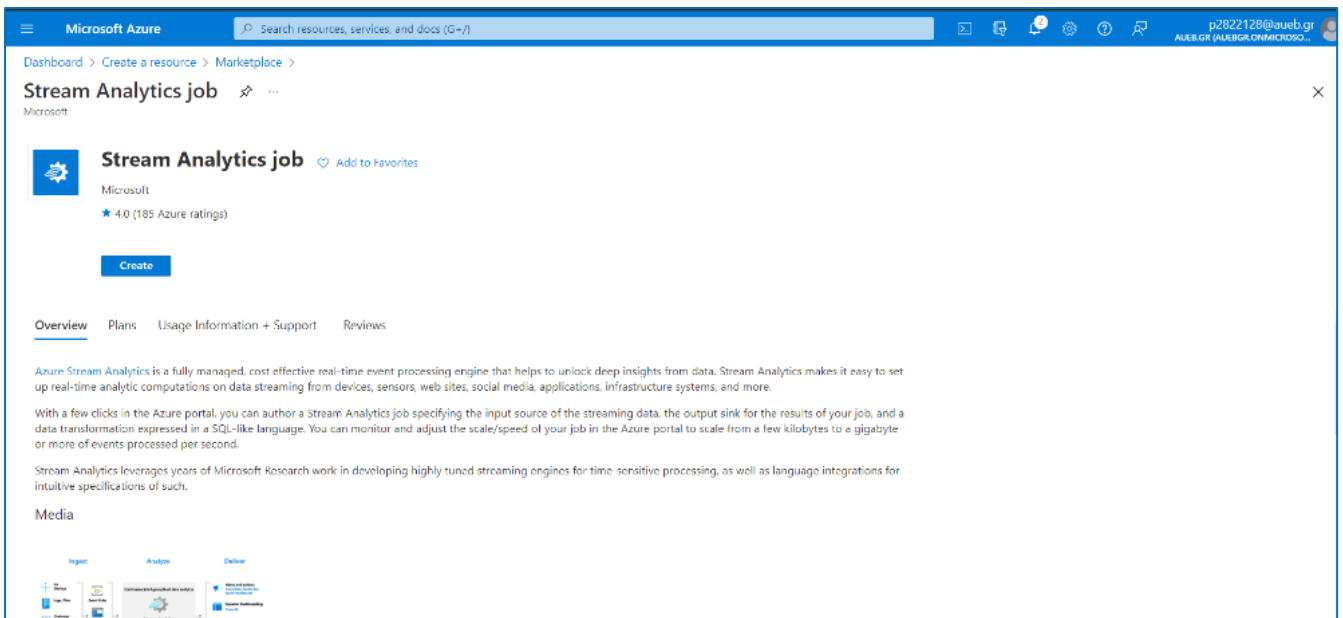 Microsoft Azure
Search resources, services, and docs (G+/)
2
p2822128@aueb.gr
AUEB.GR (AUEBGR.ONMICROSO...
Dashboard > Create a resource > Marketplace >
Stream Analytics job ...
Microsoft
Stream Analytics job Add to Favorites
Microsoft
4.0 (185 Azure ratings)
Create
Overview Plans Usage Information + Support Reviews
Azure Stream Analytics is a fully managed, cost effective real-time event processing engine that helps to unlock deep insights from data. Stream Analytics makes it easy to set
up real-time analytic computations on data streaming from devices, sensors, web sites, social media, applications, infrastructure systems, and more.
With a few clicks in the Azure portal, you can author a Stream Analytics job specifying the input source of the streaming data, the output sink for the results of your job, and a
data transformation expressed in a SQL-like language. You can monitor and adjust the scale/speed of your job in the Azure portal to scale from a few kilobytes to a gigabyte
or more of events processed per second.
Stream Analytics leverages years of Microsoft Research work in developing highly tuned streaming engines for time-sensitive processing, as well as language integrations for
intuitive specifications of such.
Media
Ingest Analyze Deliver